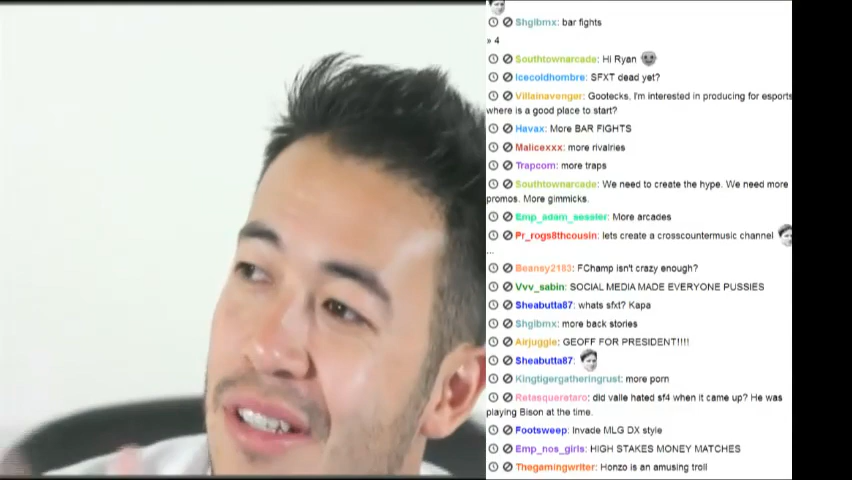 Shgibmx: bar fights
» 4
Southtownarcade: Hi Ryan
Icecoldhombre: SFXT dead yet?
Villainavenger: Gootecks, I'm interested in producing for esports
where is a good place to start?
Havax: More BAR FIGHTS
Malicexxx: more rivalries
Trapcom: more traps
Southtownarcade: We need to create the hype. We need more
promos. More gimmicks.
Emp_adam_sessler: More arcades
Pr_rogs8thcousin: lets create a crosscountermusic channel
...
Beansy2183: FChamp isn't crazy enough?
Vvv_sabin: SOCIAL MEDIA MADE EVERYONE PUSSIES
Sheabutta87: whats sfxt? Kapa
Shgibmx: more back stories
Airjuggle: GEOFF FOR PRESIDENT!!!!
Sheabutta87:
Kingtigergatheringrust: more porn
Retasqueretaro: did valle hated sf4 when it came up? He was
playing Bison at the time.
Footsweep: Invade MLG DX style
Emp_nos_girls: HIGH STAKES MONEY MATCHES
Thegamingwriter: Honzo is an amusing troll